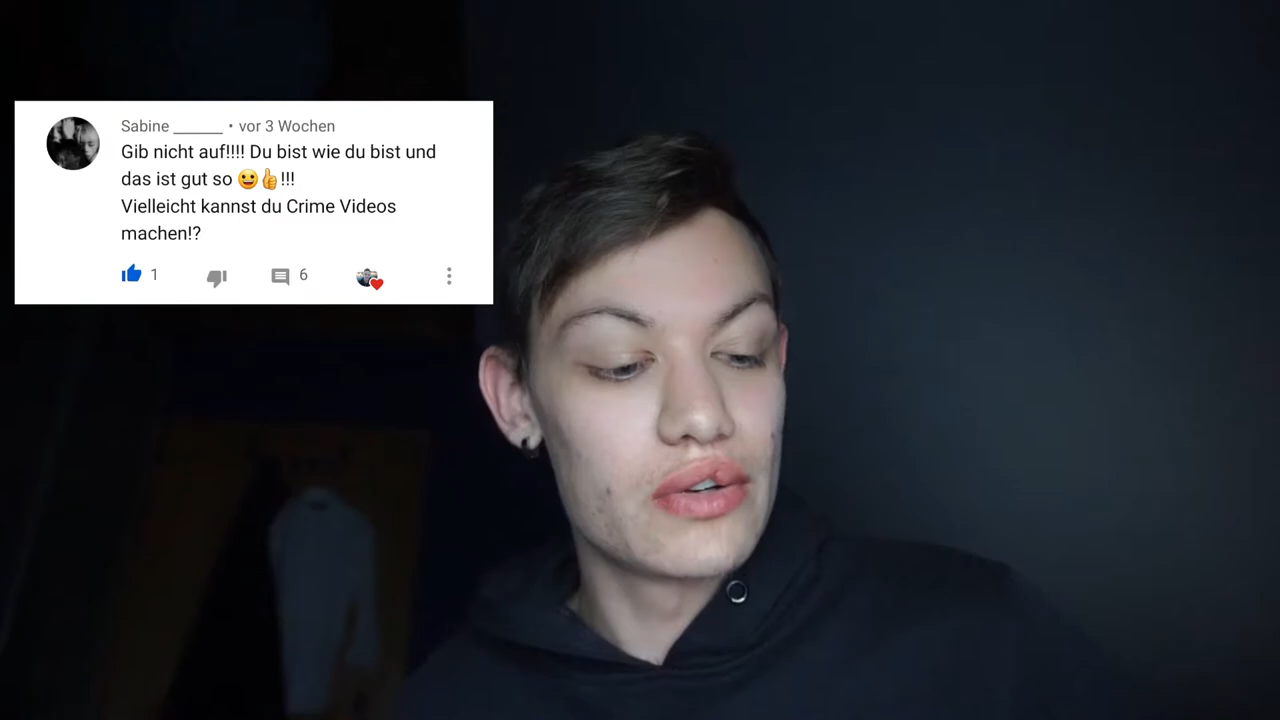 Sabine ______ • vor 3 Wochen
Gib nicht auf!!!! Du bist wie du bist und
das ist gut so 😀👍!!!
Vielleicht kannst du Crime Videos
machen!?
1 6